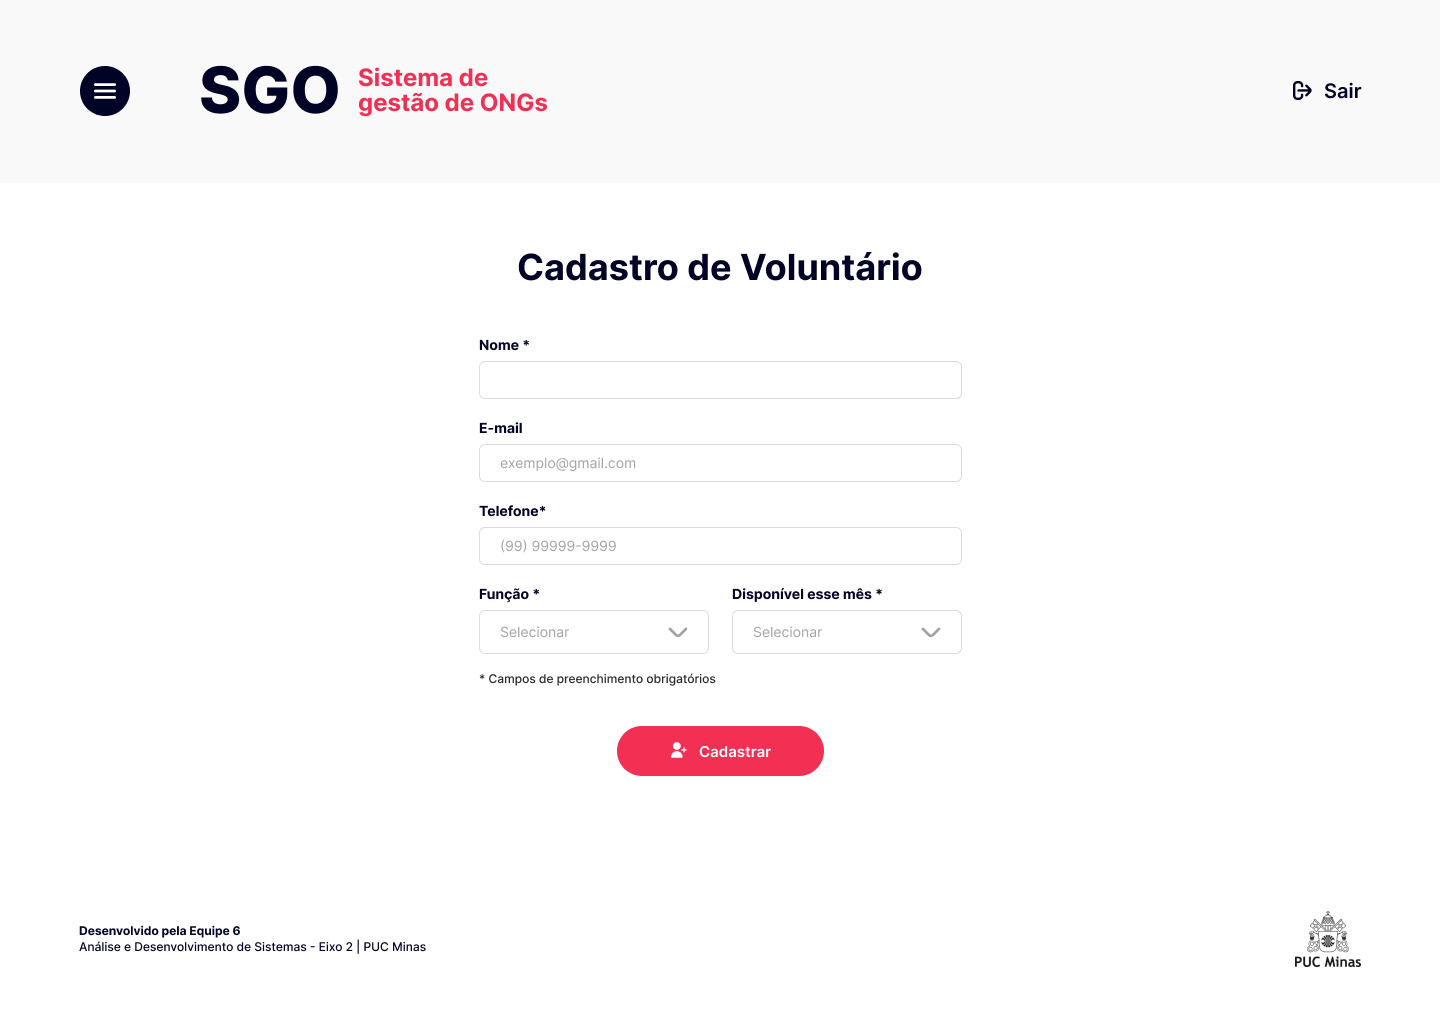 SGO
Sistema de
gestão de ONGs
Sair
Cadastro de Voluntário
Nome *
E-mail
exemplo@gmail.com
Telefone*
(99) 99999-9999
Função *
Disponível esse mês *
Selecionar
Selecionar
* Campos de preenchimento obrigatórios
Cadastrar
Desenvolvido pela Equipe 6
Análise e Desenvolvimento de Sistemas - Eixo 2 | PUC Minas
PUC Minas